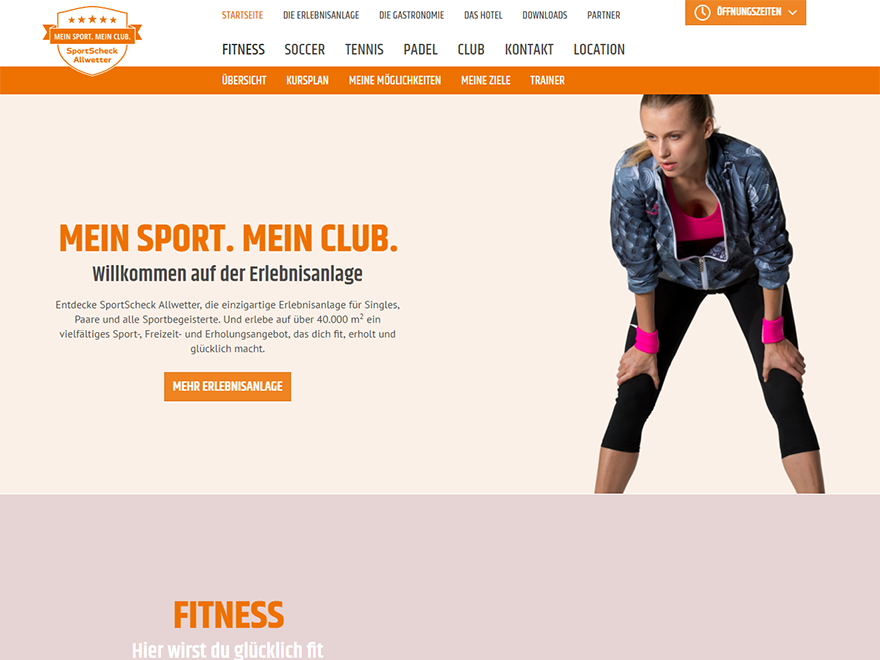 MEIN SPORT. MEIN CLUB.
SportScheck
Allwetter
STARTSEITE DIE ERLEBNISANLAGE DIE GASTRONOMIE DAS HOTEL DOWNLOADS PARTNER
ÖFFNUNGSZEITEN
FITNESS SOCCER TENNIS PADEL CLUB KONTAKT LOCATION
ÜBERSICHT KURSPLAN MEINE MÖGLICHKEITEN MEINE ZIELE TRAINER
MEIN SPORT. MEIN CLUB.
Willkommen auf der Erlebnisanlage
Entdecke SportScheck Allwetter, die einzigartige Erlebnisanlage für Singles,
Paare und alle Sportbegeisterte. Und erlebe auf über 40.000 m² ein
vielfältiges Sport-, Freizeit- und Erholungsangebot, das dich fit, erholt und
glücklich macht.
MEHR ERLEBNISANLAGE
FITNESS
Hier wirst du glücklich fit